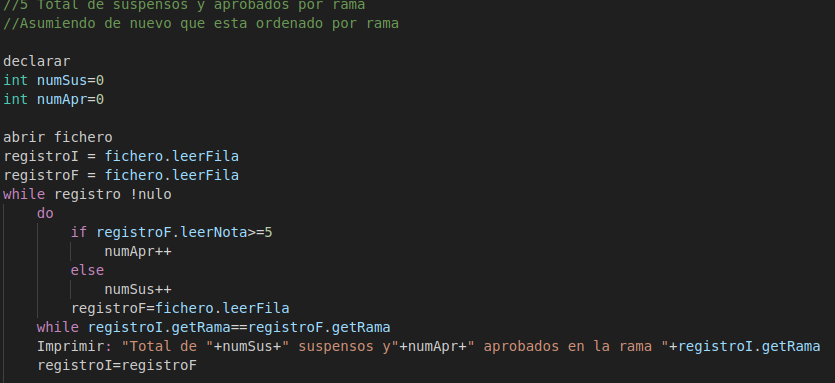 //5 Total de suspensos y aprobados por rama
//Asumiendo de nuevo que esta ordenado por rama
declarar
int numSus=0
int numApr=0
abrir fichero
registroI = fichero.leerFila
registroF = fichero.leerFila
while registro !nulo
do
if registroF.leerNota>=5
numApr++
else
numSus++
registroF=fichero.leerFila
while registroI.getRama==registroF.getRama
Imprimir: "Total de "+numSus+" suspensos y"+numApr+" aprobados en la rama "+registroI.getRama
registroI=registroF